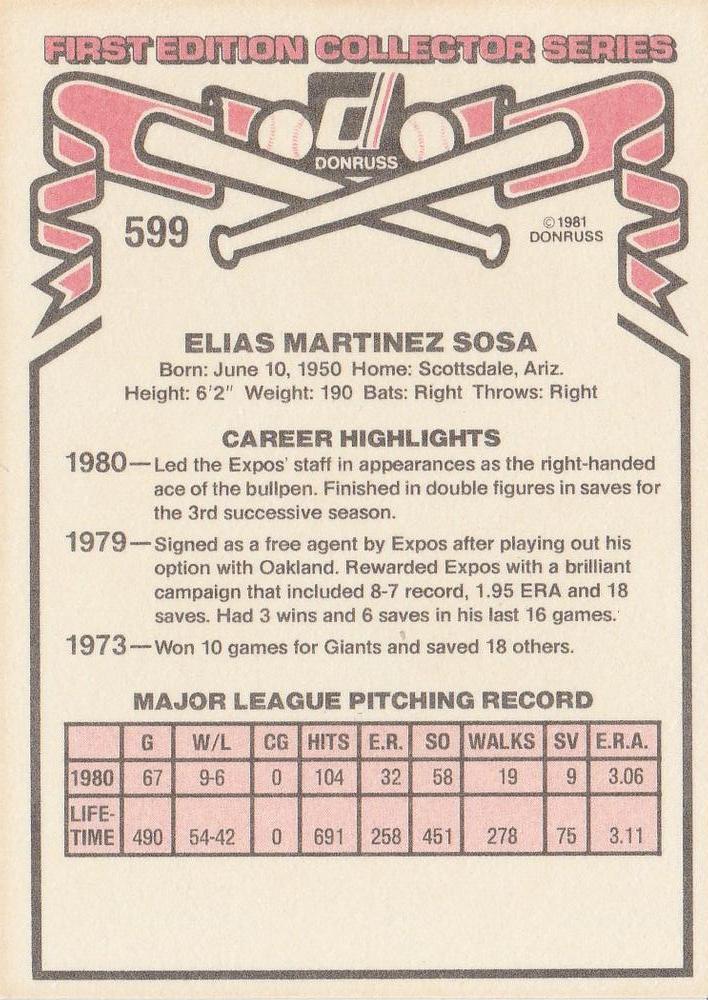 FIRST EDITION COLLECTOR SERIES
d
DONRUSS
599
© 1981
DONRUSS
ELIAS MARTINEZ SOSA
Born: June 10, 1950 Home: Scottsdale, Ariz.
Height: 6'2" Weight: 190 Bats: Right Throws: Right
CAREER HIGHLIGHTS
1980—Led the Expos' staff in appearances as the right-handed
ace of the bullpen. Finished in double figures in saves for
the 3rd successive season.
1979—Signed as a free agent by Expos after playing out his
option with Oakland. Rewarded Expos with a brilliant
campaign that included 8-7 record, 1.95 ERA and 18
saves. Had 3 wins and 6 saves in his last 16 games.
1973—Won 10 games for Giants and saved 18 others.
MAJOR LEAGUE PITCHING RECORD
G W/L CG HITS E.R. SO WALKS SV E.R.A.
1980 67 9-6 0 104 32 58 19 9 3.06
LIFE-
TIME 490 54-42 0 691 258 451 278 75 3.11